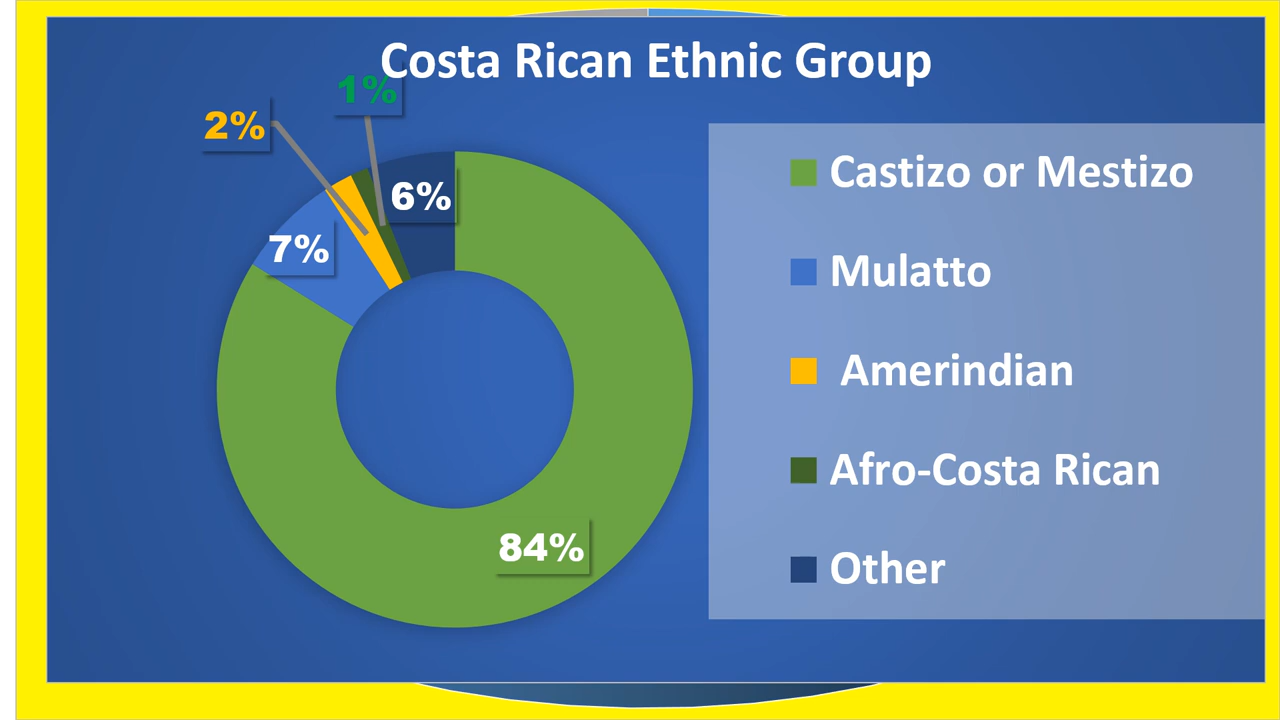 Costa Rican Ethnic Group
1%
2%
6%
7%
84%
Castizo or Mestizo
Mulatto
Amerindian
Afro-Costa Rican
Other